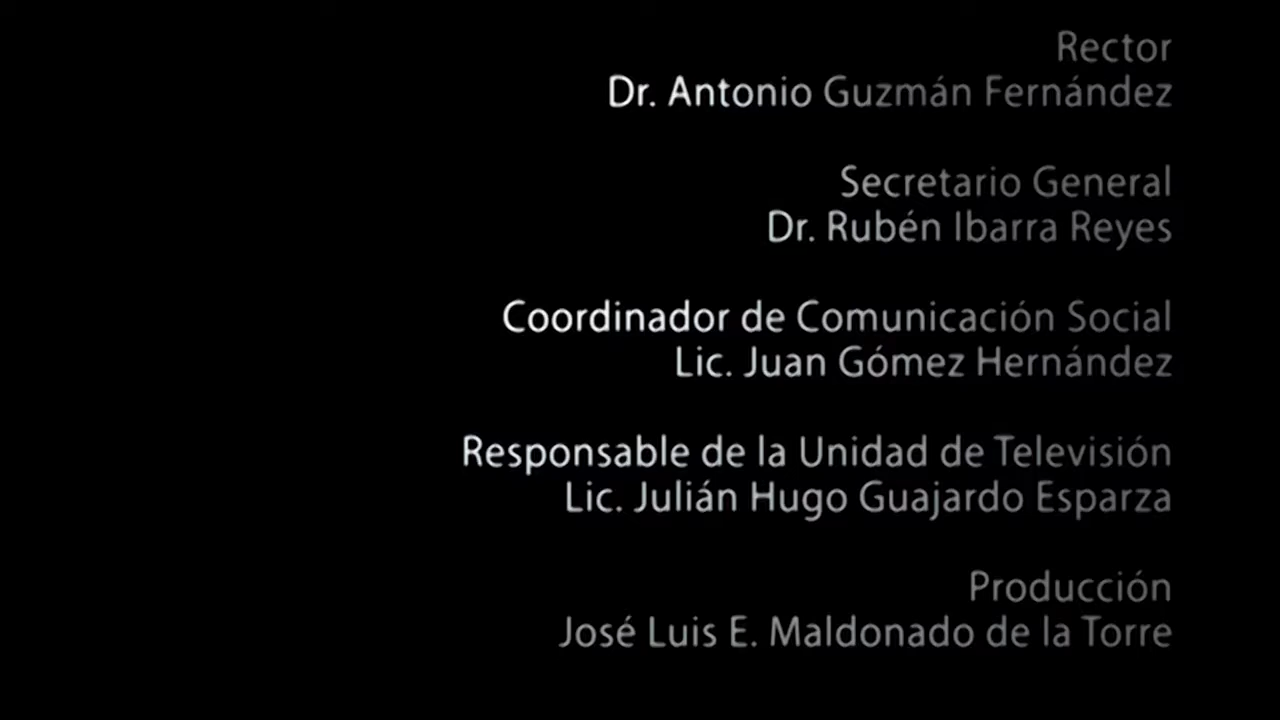 Rector
Dr. Antonio Guzmán Fernández
Secretario General
Dr. Rubén Ibarra Reyes
Coordinador de Comunicación Social
Lic. Juan Gómez Hernández
Responsable de la Unidad de Televisión
Lic. Julián Hugo Guajardo Esparza
Producción
José Luis E. Maldonado de la Torre